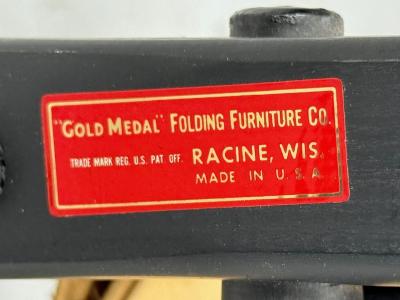 "GOLD MEDAL" FOLDING FURNITURE CO.
TRADE MARK REG. U.S. PAT. OFF. RACINE, WIS.
MADE IN U.S.A.